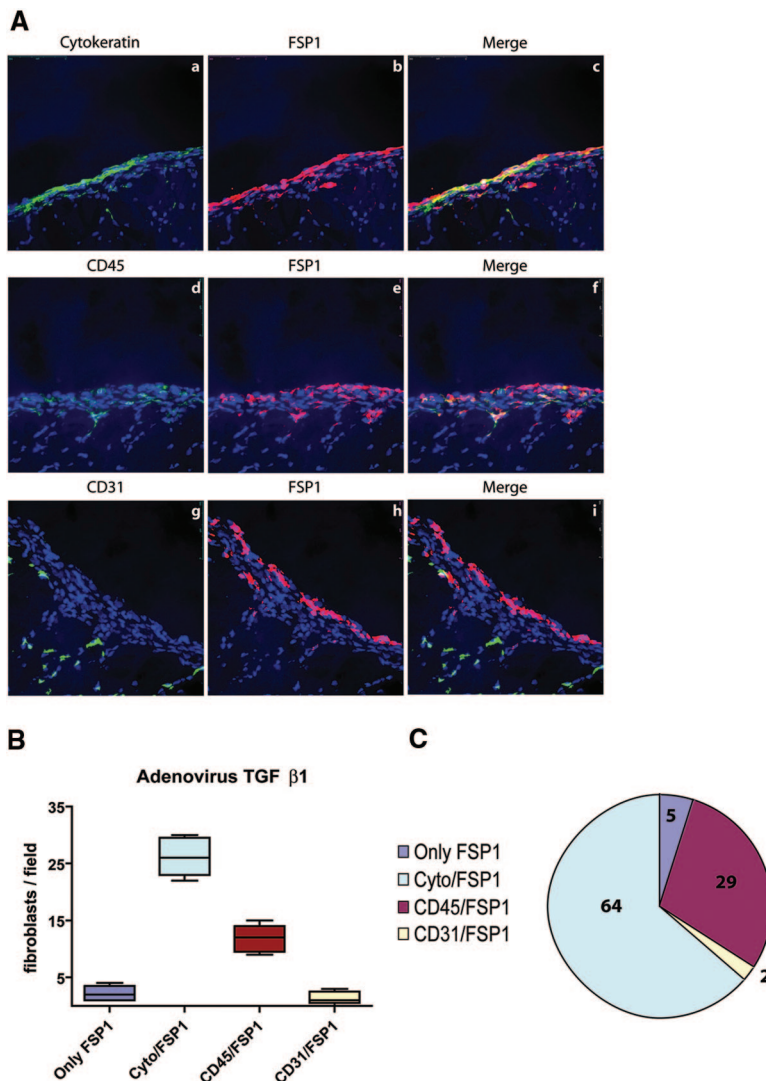 A
Cytokeratin FSP1 Merge
a b c
CD45 FSP1 Merge
d e f
CD31 FSP1 Merge
g h i
B
Adenovirus TGF β1
fibroblasts / field
35
25
15
5
Only FSP1
Cyto/FSP1
CD45/FSP1
CD31/FSP1
C
Only FSP1
Cyto/FSP1
CD45/FSP1
CD31/FSP1
5
29
64
2